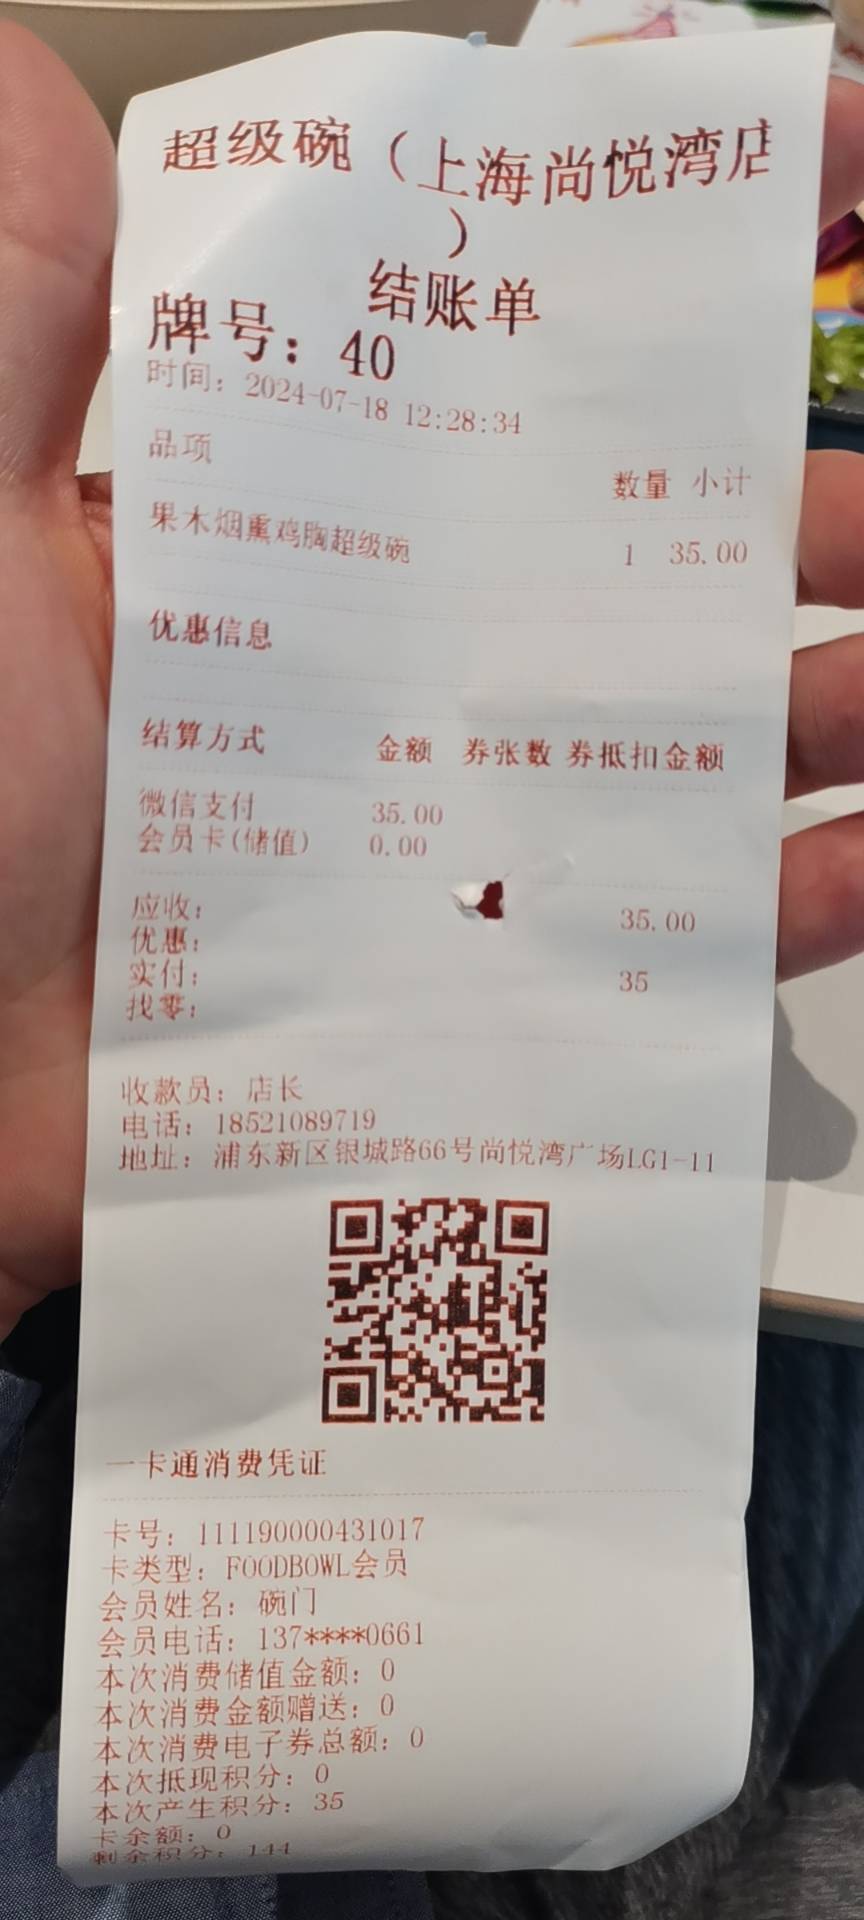 超级碗（上海尚悦湾店
）
结账单
牌号：40
时间：2024-07-18 12:28:34
品项
数量 小计
果木烟熏鸡胸超级碗 1 35.00
优惠信息
结算方式 金额 券张数 券抵扣金额
微信支付 35.00
会员卡(储值) 0.00
应收： 35.00
优惠：
实付： 35
找零：
收款员：店长
电话：18521089719
地址：浦东新区银城路66号尚悦湾广场LG1-11
一卡通消费凭证
卡号：111190000431017
卡类型：FOODBOWL会员
会员姓名：碗门
会员电话：137****0661
本次消费储值金额：0
本次消费金额赠送：0
本次消费电子券总额：0
本次抵现积分：0
本次产生积分：35
卡余额：0
剩余积分：144